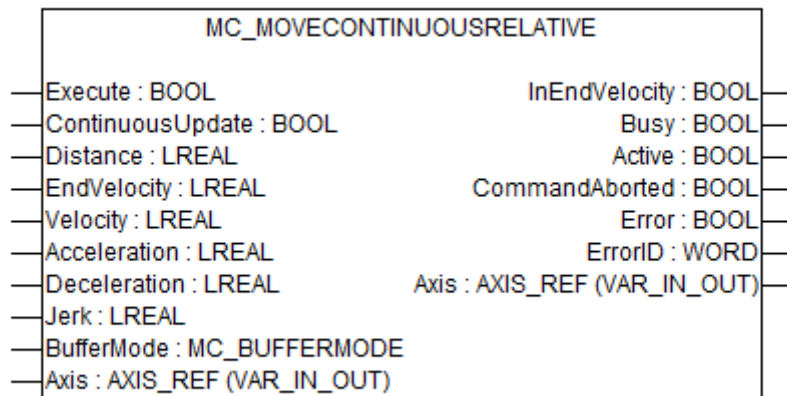 MC_MOVECONTINUOUSRELATIVE
Execute : BOOL InEndVelocity : BOOL
ContinuousUpdate : BOOL Busy : BOOL
Distance : LREAL Active : BOOL
EndVelocity : LREAL CommandAborted : BOOL
Velocity : LREAL Error : BOOL
Acceleration : LREAL ErrorID : WORD
Deceleration : LREAL Axis : AXIS_REF (VAR_IN_OUT)
Jerk : LREAL
BufferMode : MC_BUFFERMODE
Axis : AXIS_REF (VAR_IN_OUT)